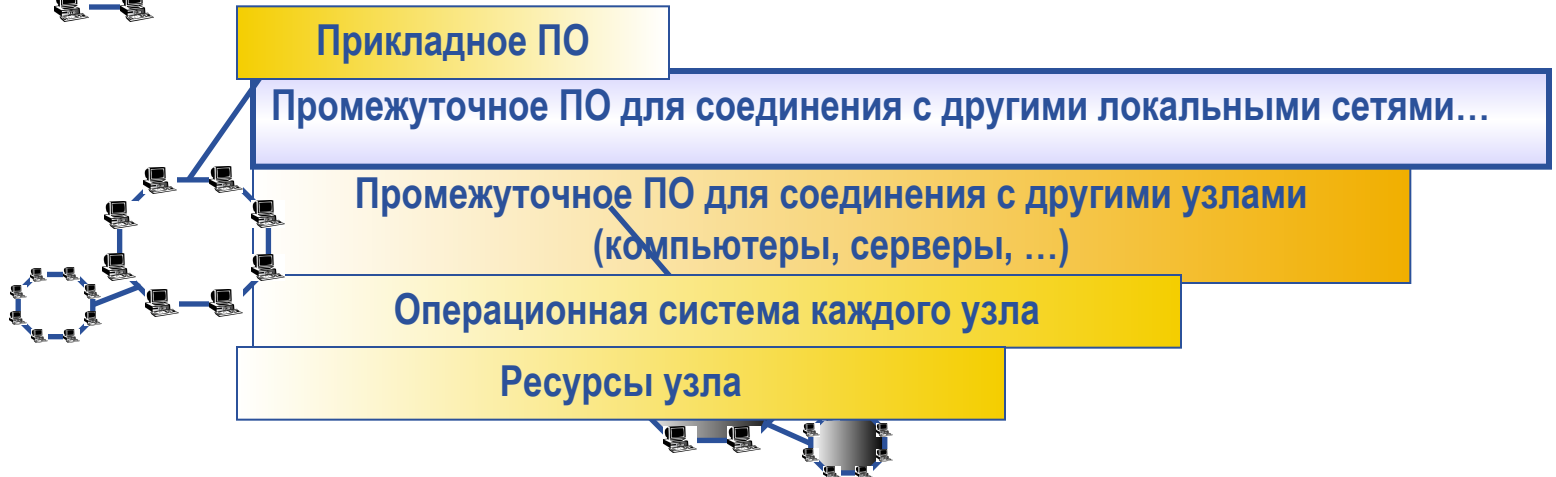 Прикладное ПО
Промежуточное ПО для соединения с другими локальными сетями…
Промежуточное ПО для соединения с другими узлами
(компьютеры, серверы, …)
Операционная система каждого узла
Ресурсы узла